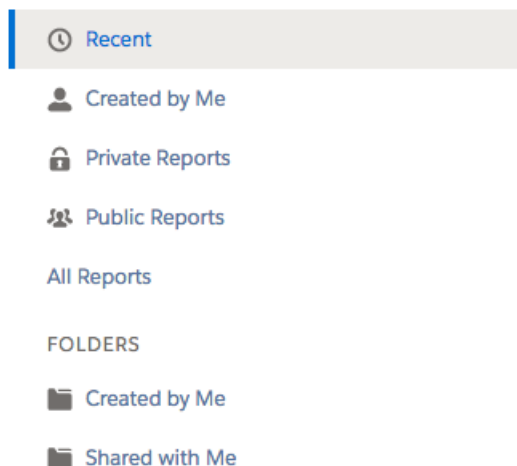 Recent
Created by Me
Private Reports
Public Reports
All Reports
FOLDERS
Created by Me
Shared with Me